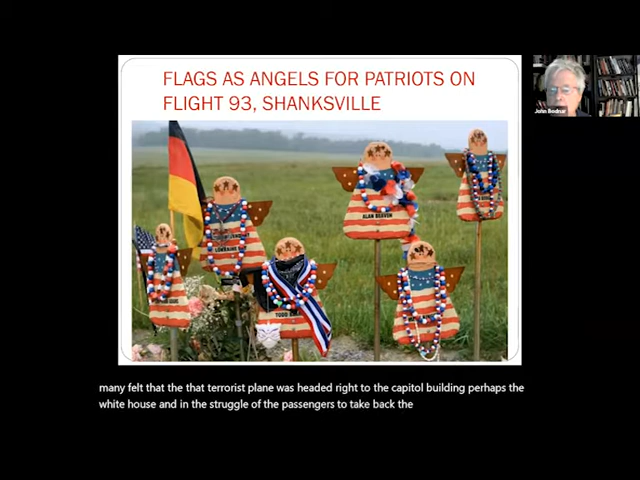 FLAGS AS ANGELS FOR PATRIOTS ON
FLIGHT 93, SHANKSVILLE
John Bodnar
ALAN BEAVEN
LORRAINE
TODD
many felt that the that terrorist plane was headed right to the capitol building perhaps the
white house and in the struggle of the passengers to take back the